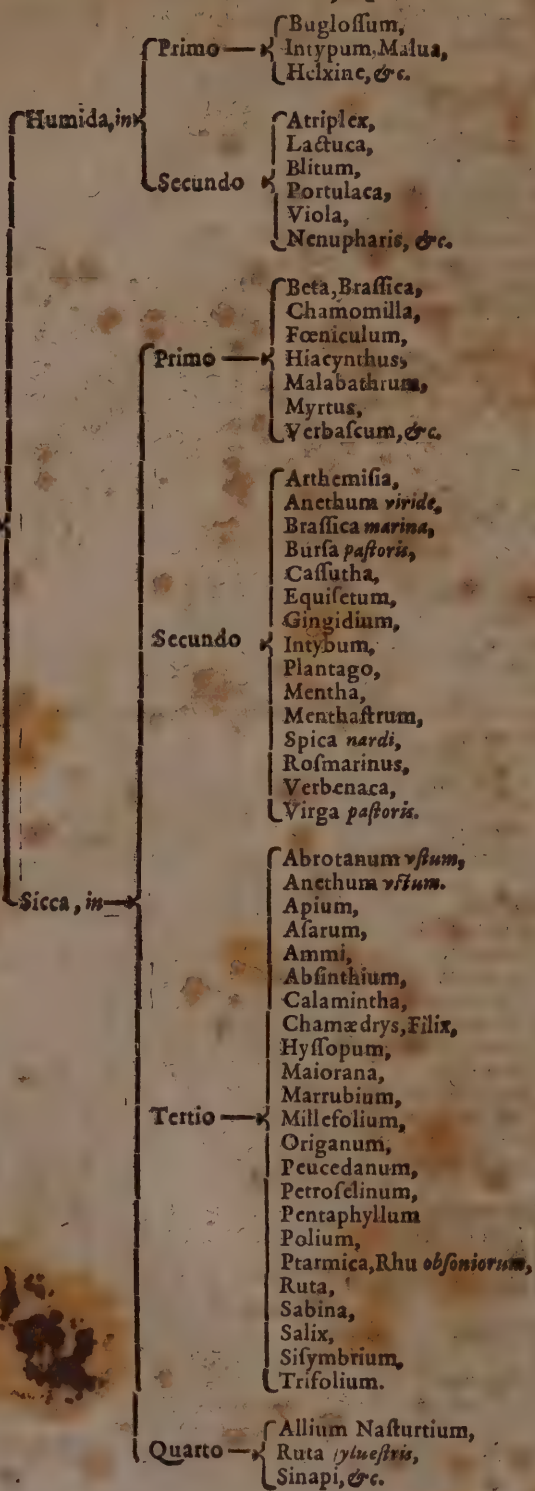 Humida, in
Primo
Bugloſſum,
Intypum, Malua,
Helxine, &c.
Secundo
Atriplex,
Lactuca,
Blitum,
Portulaca,
Viola,
Nenupharis, &c.
Sicca, in
Primo
Beta, Braſſica,
Chamomilla,
Fœniculum,
Hiacynthus,
Malabathrum,
Myrtus,
Verbaſcum, &c.
Secundo
Arthemiſia,
Anethum viride,
Braſſica marina,
Burſa paſtoris,
Caſſutha,
Equiſetum,
Gingidium,
Intybum,
Plantago,
Mentha,
Menthaſtrum,
Spica nardi,
Roſmarinus,
Verbenaca,
Virga paſtoris.
Tertio
Abrotanum vſtum,
Anethum vſtum.
Apium,
Aſarum,
Ammi,
Abſinthium,
Calamintha,
Chamædrys, Filix,
Hyſſopum,
Maiorana,
Marrubium,
Millefolium,
Origanum,
Peucedanum,
Petroſelinum,
Pentaphyllum
Polium,
Ptarmica, Rhu obſoniorum,
Ruta,
Sabina,
Salix,
Siſymbrium,
Trifolium.
Quarto
Allium Naſturtium,
Ruta ſylueſtris,
Sinapi, &c.